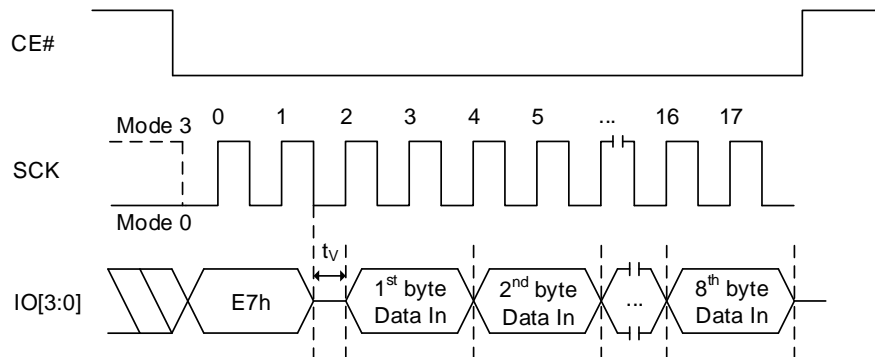 CE#
Mode 3
0 1 2 3 4 5 ... 16 17
SCK
Mode 0
tV
IO[3:0]
E7h
1st byte
Data In
2nd byte
Data In
...
8th byte
Data In